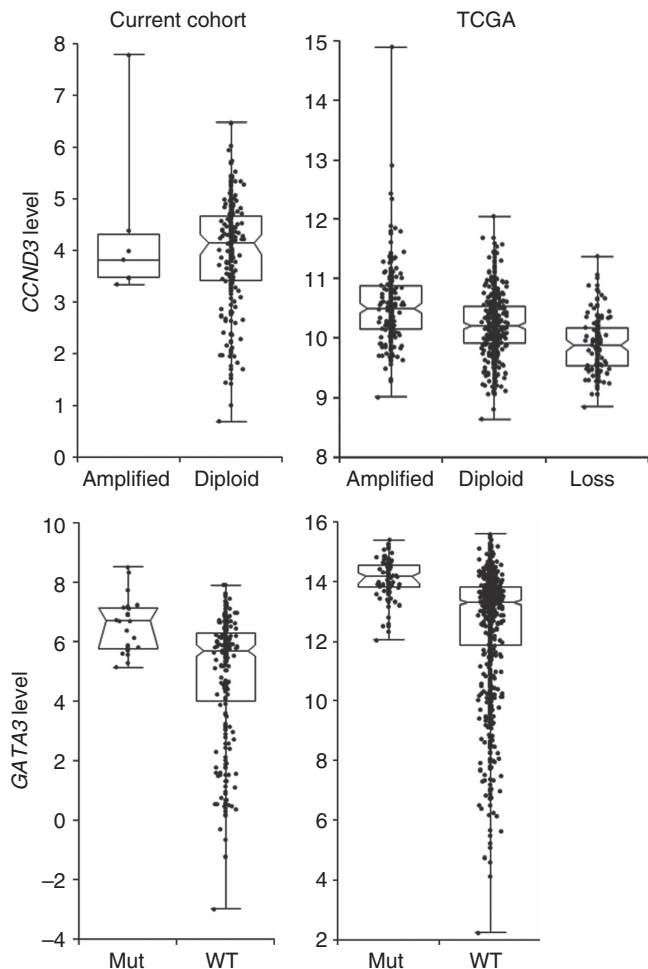 Current cohort
TCGA
CCND3 level
8
7
6
5
4
3
2
1
0
Amplified
Diploid
15
14
13
12
11
10
9
8
Amplified
Diploid
Loss
GATA3 level
10
8
6
4
2
0
–2
–4
Mut
WT
16
14
12
10
8
6
4
2
Mut
WT